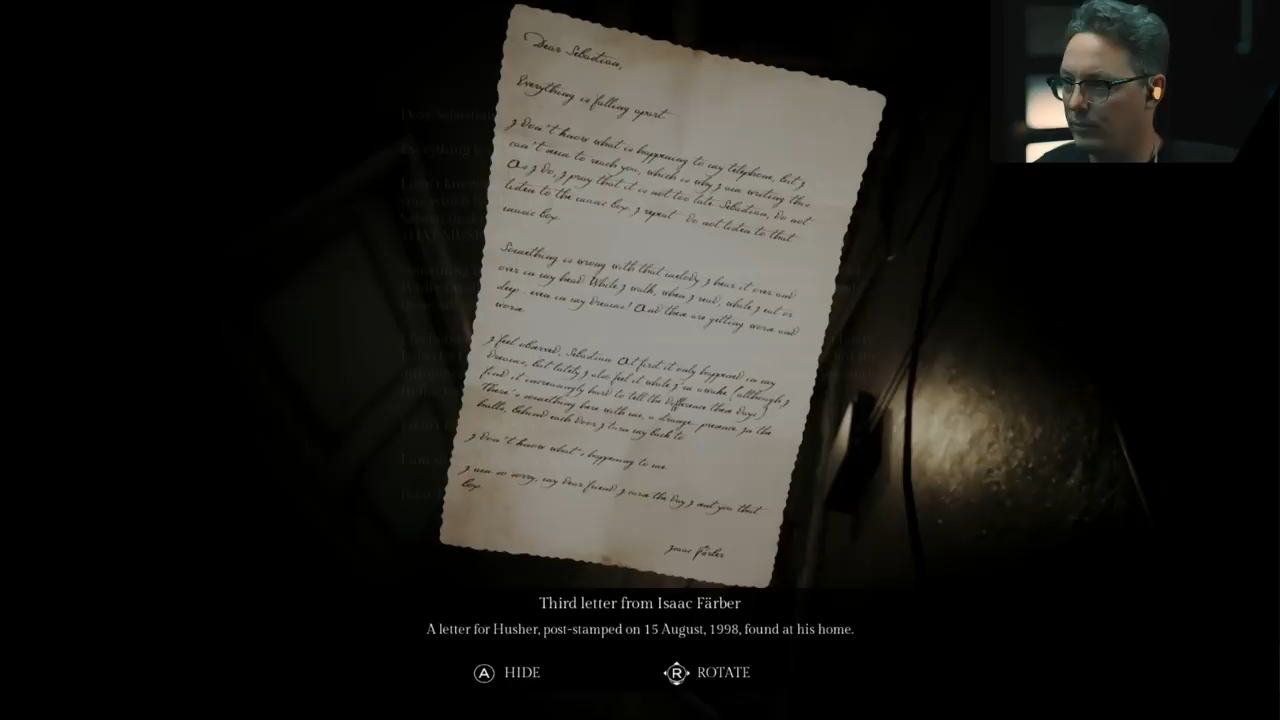 Dear Sebastian,
Everything is falling apart.
I don't know what is happening to my telephone, but I
can't seem to reach you, which is why I am writing this.
As I do, I pray that it is not too late. Sebastian, do not
listen to the music box. I repeat: do not listen to that
music box.
Something is wrong with that melody. I hear it over and
over in my head. While I walk, when I read, while I eat or
sleep... even in my dreams! And these are getting worse and
worse.
I feel observed, Sebastian. At first it only happened in my
dreams, but lately I also feel it while I'm awake (although I
find it increasingly hard to tell the difference these days).
There's something here with me, a strange presence. In the
halls, behind each door I turn my back to.
I don't know what's happening to me.
I am so sorry, my dear friend. I curse the day I sent you that
box.
Isaac Färber
Third letter from Isaac Färber
A letter for Husher, post-stamped on 15 August, 1998, found at his home.
A HIDE
R ROTATE